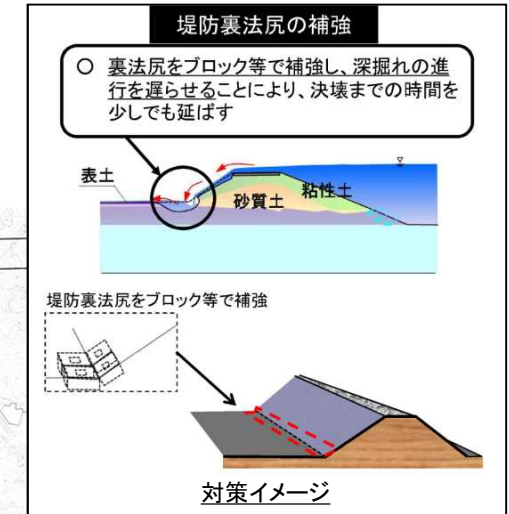 堤防裏法尻の補強
○ 裏法尻をブロック等で補強し、深掘れの進
行を遅らせることにより、決壊までの時間を
少しでも延ばす
表土
砂質土
粘性土
堤防裏法尻をブロック等で補強
対策イメージ